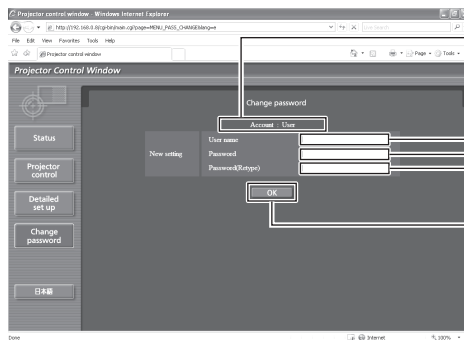 Projector control window - Windows Internet Explorer
http://192.168.0.8/cgi-bin/main.cgi?page=MENU_PASS_CHANGE&lang=e
Live Search
File Edit View Favorites Tools Help
Projector control window
Page Tools
Projector Control Window
Change password
Account | User
Status
New setting
User name
Password
Password(Retype)
Projector control
OK
Detailed set up
Change password
日本語
Done
Internet
100%